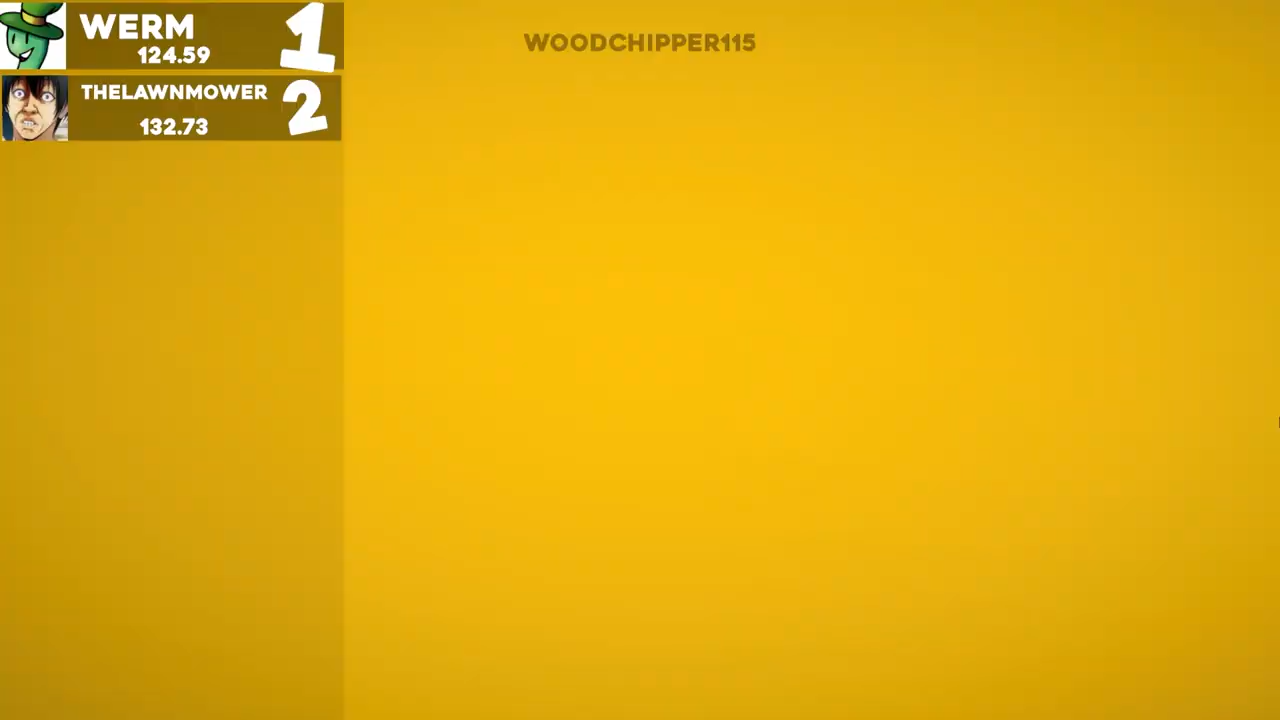 WERM
124.59
1
THELAWNMOWER
132.73
2
WOODCHIPPER115